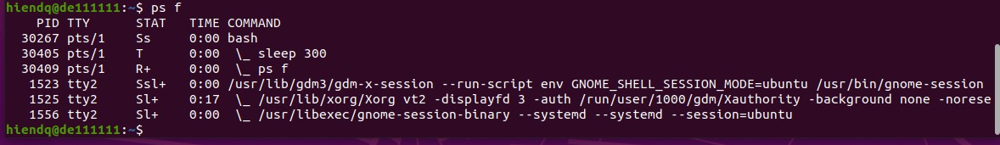 hiendq@de111111:~$ ps f
    PID TTY      STAT   TIME COMMAND
  30267 pts/1    Ss     0:00 bash
  30405 pts/1    T      0:00  \_ sleep 300
  30409 pts/1    R+     0:00  \_ ps f
   1523 tty2     Ssl+   0:00 /usr/lib/gdm3/gdm-x-session --run-script env GNOME_SHELL_SESSION_MODE=ubuntu /usr/bin/gnome-session
   1525 tty2     Sl+    0:17  \_ /usr/lib/xorg/Xorg vt2 -displayfd 3 -auth /run/user/1000/gdm/Xauthority -background none -norese
   1556 tty2     Sl+    0:00  \_ /usr/libexec/gnome-session-binary --systemd --systemd --session=ubuntu
hiendq@de111111:~$